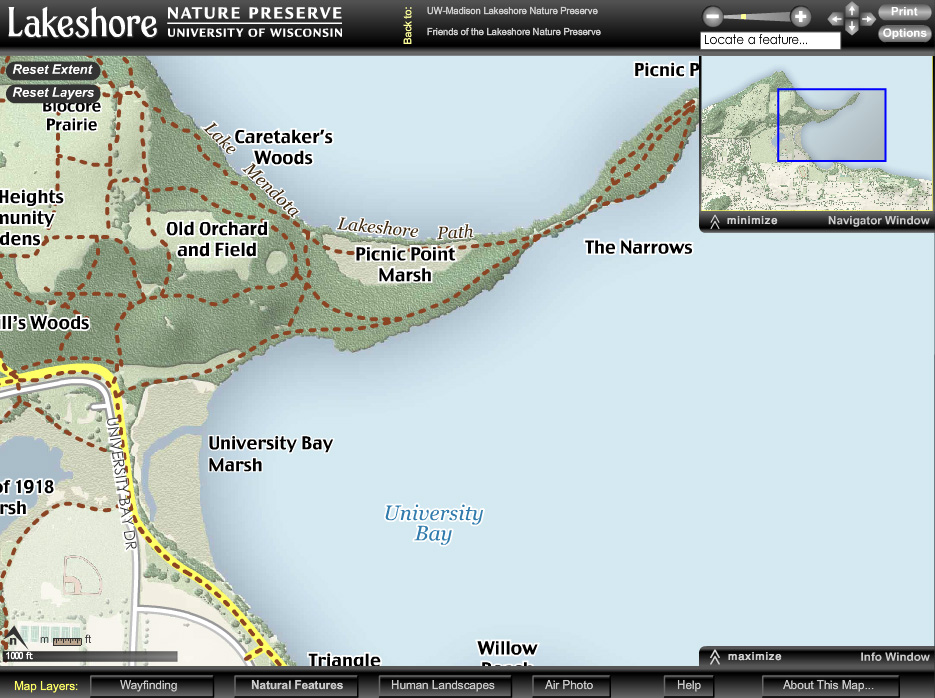 Lakeshore
NATURE PRESERVE
UNIVERSITY OF WISCONSIN
Back to:
UW-Madison Lakeshore Nature Preserve
Friends of the Lakeshore Nature Preserve
Print
Options
Locate a feature...
Reset Extent
Reset Layers
Biocore
Prairie
Caretaker's
Woods
Lake Mendota
Picnic P
minimize
Navigator Window
Heights
munity
dens
Old Orchard
and Field
Lakeshore Path
Picnic Point
Marsh
The Narrows
ll's Woods
UNIVERSITY BAY DR
University Bay
Marsh
of 1918
rsh
University
Bay
n
m ft
1000 ft
Triangle
Willow
maximize
Info Window
Map Layers:
Wayfinding
Natural Features
Human Landscapes
Air Photo
Help
About This Map...